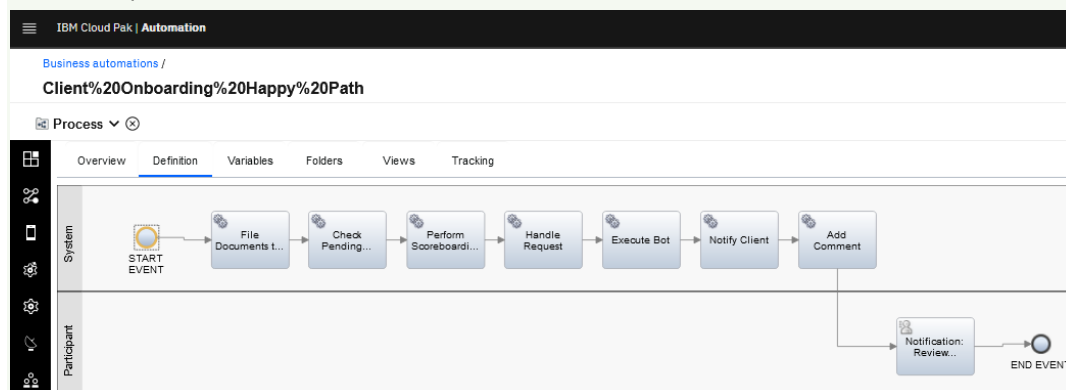 IBM Cloud Pak | Automation
Business automations /
Client%20Onboarding%20Happy%20Path
Process
Overview Definition Variables Folders Views Tracking
System
START
EVENT
File
Documents t...
Check
Pending...
Perform
Scoreboardi...
Handle
Request
Execute Bot
Notify Client
Add
Comment
Participant
Notification:
Review...
END EVENT